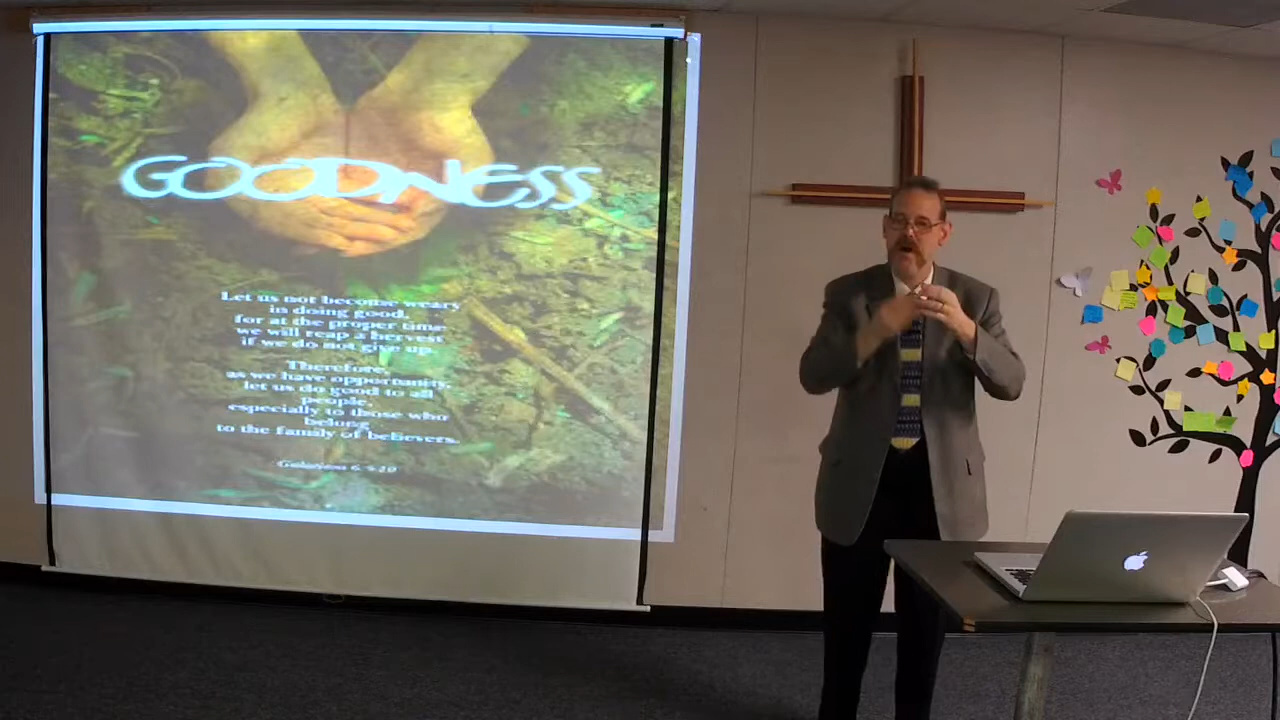 GOODNESS
Let us not become weary
in doing good,
for at the proper time
we will reap a hervest
if we do not give up.
Therefore,
as we have opportunity,
let us do good to all
people,
especially to those who
belong
to the family of believers.